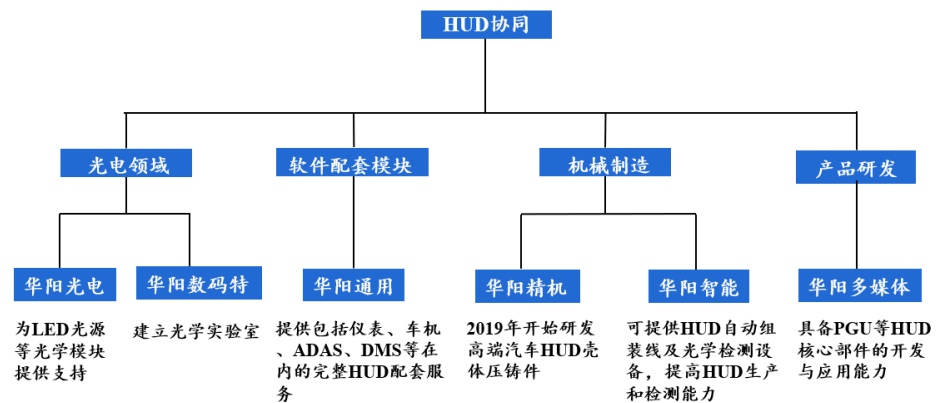 HUD协同
光电领域
软件配套模块
机械制造
产品研发
华阳光电
华阳数码特
华阳通用
华阳精机
华阳智能
华阳多媒体
为LED光源
等光学模块
提供支持
建立光学实验室
提供包括仪表、车机
、ADAS、DMS等在
内的完整HUD配套服
务
2019年开始研发
高端汽车HUD壳
体压铸件
可提供HUD自动组
装线及光学检测设
备，提高HUD生产
和检测能力
具备PGU等HUD
核心部件的开发
与应用能力